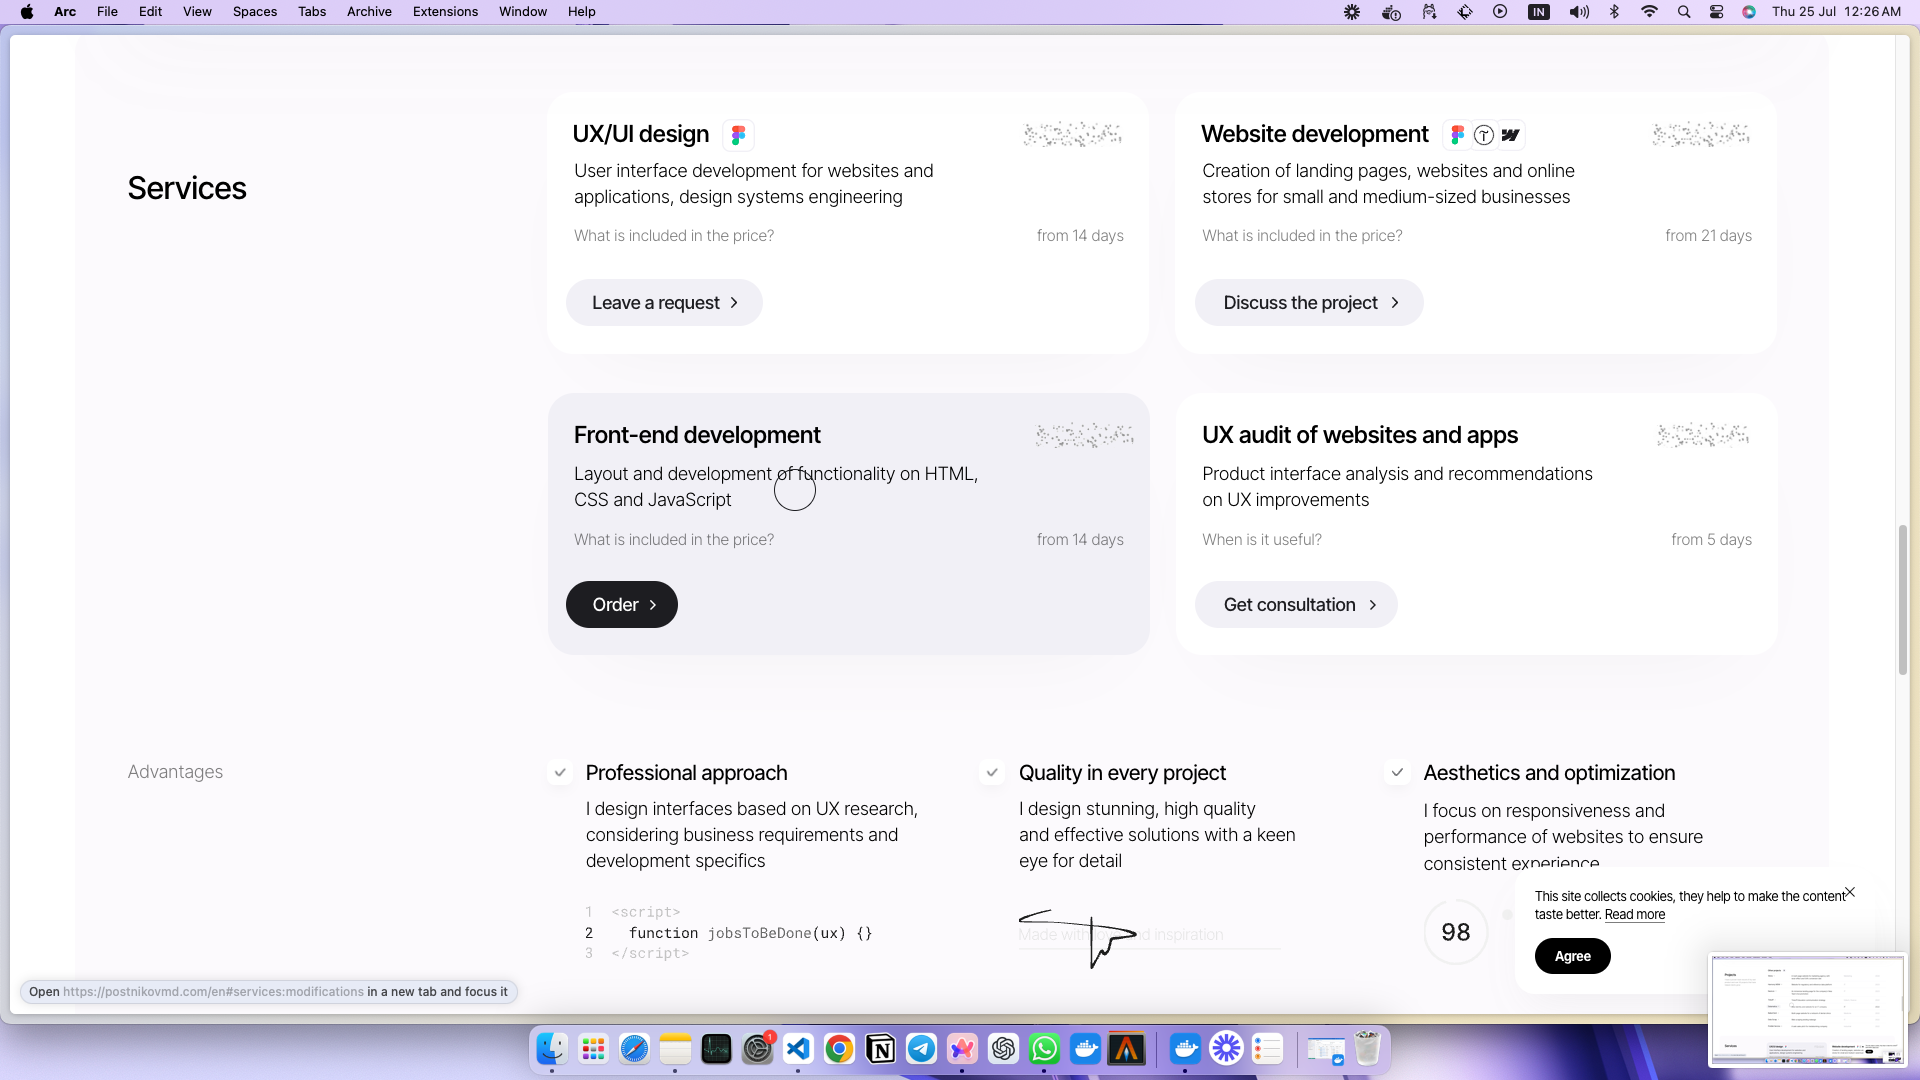 Arc File Edit View Spaces Tabs Archive Extensions Window Help
IN
Thu 25 Jul 12:26 AM
Services
UX/UI design
User interface development for websites and
applications, design systems engineering
What is included in the price?
from 14 days
Leave a request
Website development
Creation of landing pages, websites and online
stores for small and medium-sized businesses
What is included in the price?
from 21 days
Discuss the project
Front-end development
Layout and development of functionality on HTML,
CSS and JavaScript
What is included in the price?
from 14 days
Order
UX audit of websites and apps
Product interface analysis and recommendations
on UX improvements
When is it useful?
from 5 days
Get consultation
Advantages
Professional approach
I design interfaces based on UX research,
considering business requirements and
development specifics
1 <script>
2 function jobsToBeDone(ux) {}
3 </script>
Quality in every project
I design stunning, high quality
and effective solutions with a keen
eye for detail
Made with and inspiration
Aesthetics and optimization
I focus on responsiveness and
performance of websites to ensure
consistent experience
98
This site collects cookies, they help to make the content
taste better. Read more
Agree
Open https://postnikovmd.com/en#services:modifications in a new tab and focus it
1